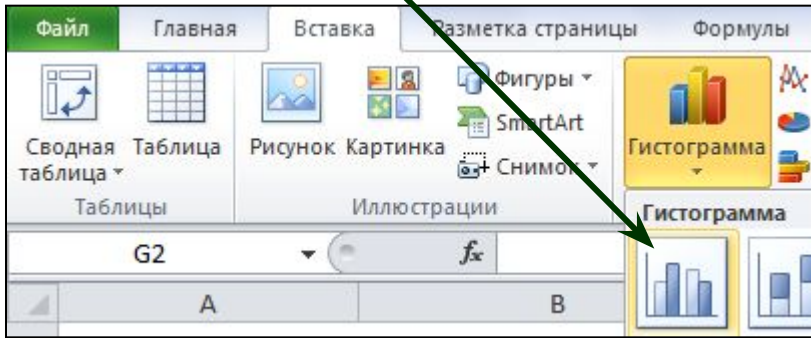 Файл Главная Вставка Разметка страницы Формулы
Сводная таблица Таблица Рисунок Картинка Фигуры SmartArt Снимок Гистограмма
Таблицы Иллюстрации Гистограмма
G2 fx
A B